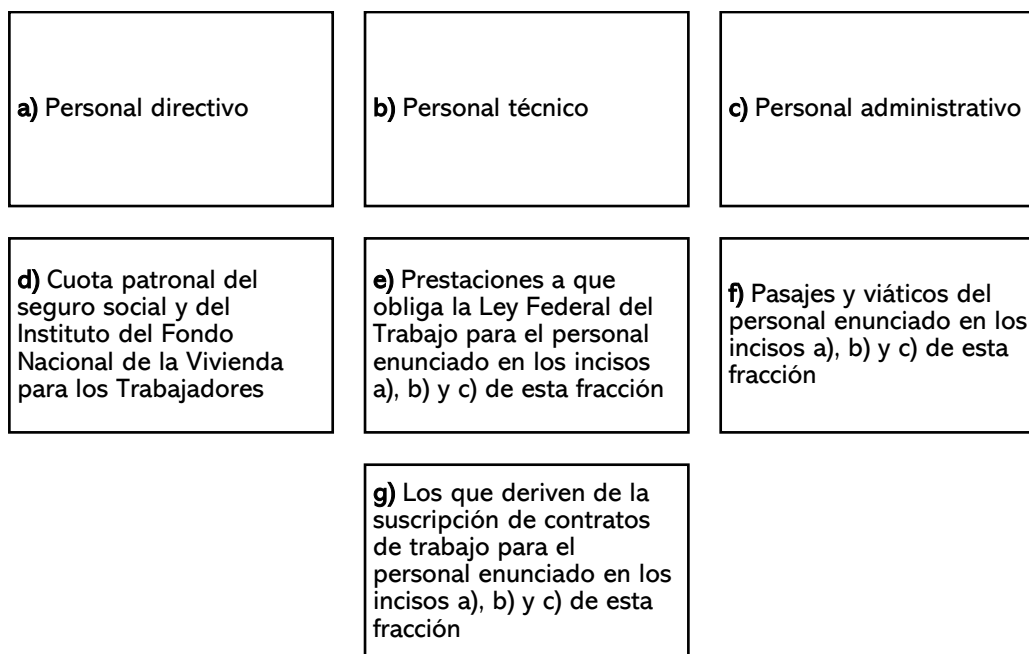 a) Personal directivo
b) Personal técnico
c) Personal administrativo
d) Cuota patronal del
seguro social y del
Instituto del Fondo
Nacional de la Vivienda
para los Trabajadores
e) Prestaciones a que
obliga la Ley Federal del
Trabajo para el personal
enunciado en los incisos
a), b) y c) de esta fracción
f) Pasajes y viáticos del
personal enunciado en los
incisos a), b) y c) de esta
fracción
g) Los que deriven de la
suscripción de contratos
de trabajo para el
personal enunciado en los
incisos a), b) y c) de esta
fracción